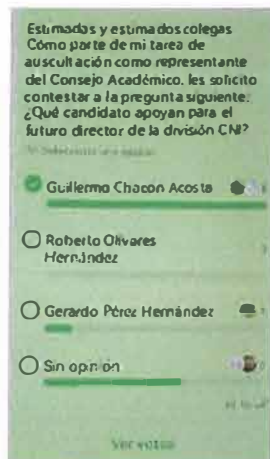 Estimadas y estimados colegas
Cómo parte de mi tarea de
auscultación como representante
del Consejo Académico, les solicito
contestar a la pregunta siguiente:
¿Qué candidato apoyan para el
futuro director de la división CNI?
Guillermo Chacón Acosta
Roberto Olivares
Hernández
Gerardo Pérez Hernández
Sin opinión
Ver votos